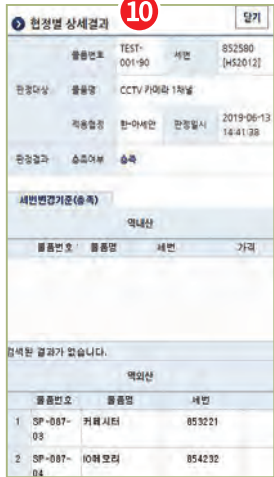 10
협정별 상세결과 닫기
물품번호 TEST-001-90 세번 852580 [HS2012]
판정대상 물품명 CCTV 카메라 1채널
적용협정 한-아세안 판정일시 2019-06-13 14:41:38
판정결과 충족여부 충족
세번변경기준(충족)
역내산
물품번호 물품명 세번 가격
검색된 결과가 없습니다.
역외산
물품번호 물품명 세번
1 SP-087-03 커패시터 853221
2 SP-087-04 IC메모리 854232